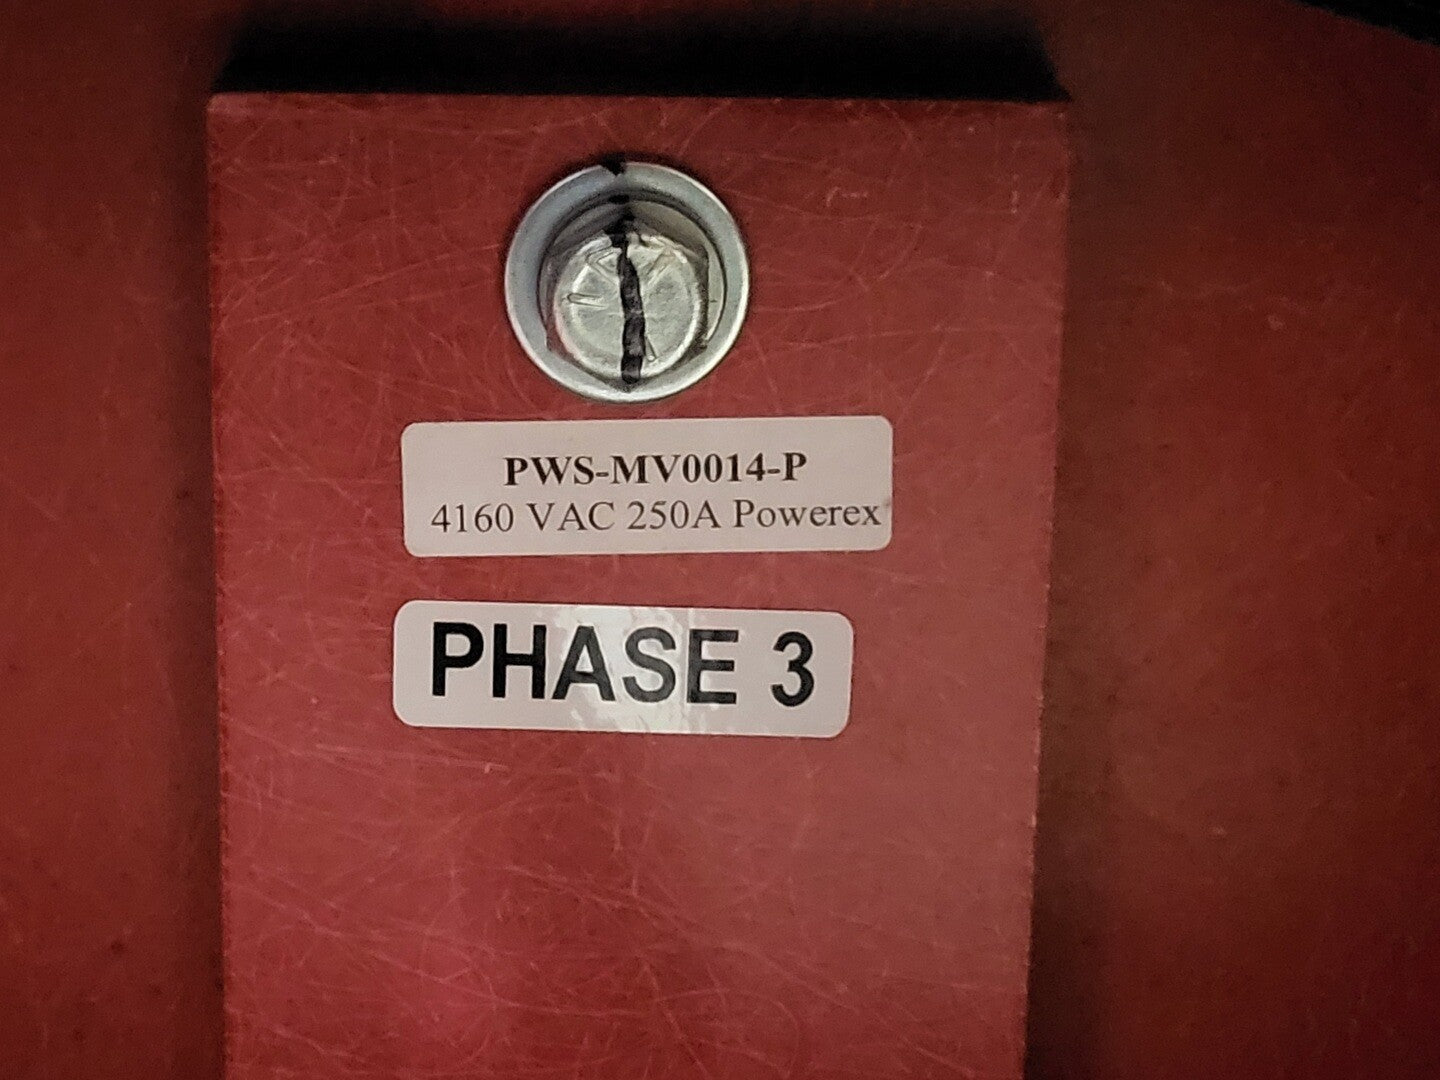 PWS-MV0014-P
4160 VAC 250A Powerex
PHASE 3